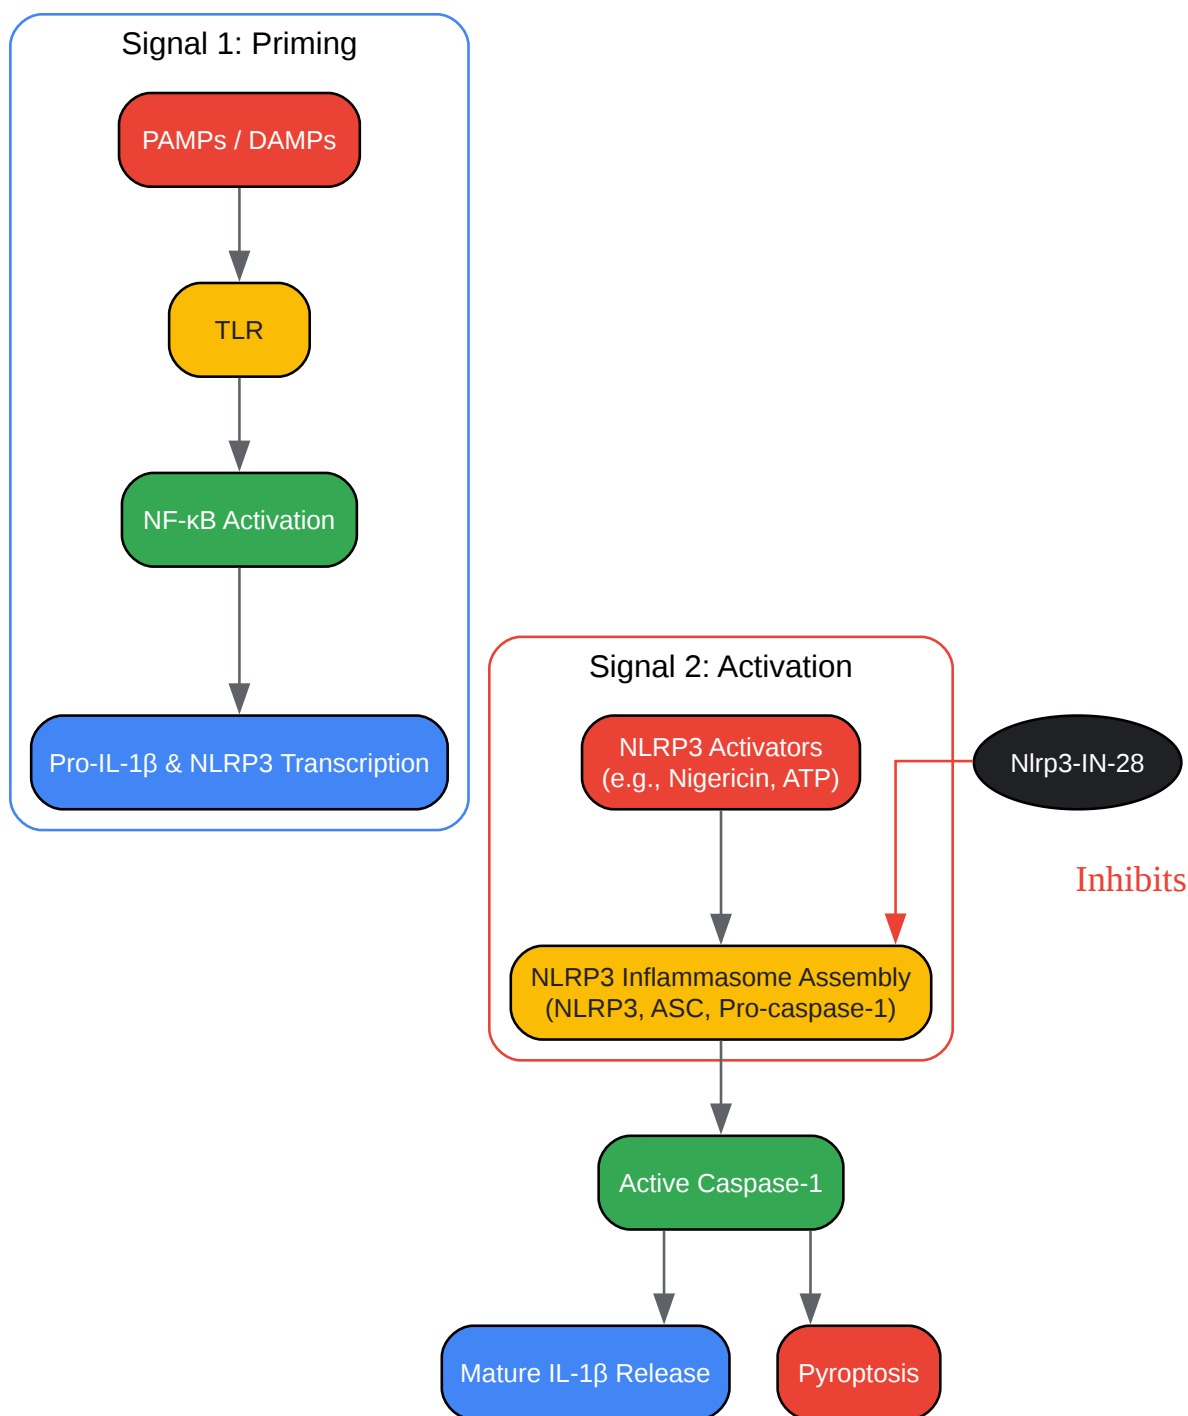 Signal 1: Priming
PAMPs / DAMPs
TLR
NF-κB Activation
Pro-IL-1β & NLRP3 Transcription
Signal 2: Activation
NLRP3 Activators
(e.g., Nigericin, ATP)
Nlrp3-IN-28
Inhibits
NLRP3 Inflammasome Assembly
(NLRP3, ASC, Pro-caspase-1)
Active Caspase-1
Mature IL-1β Release
Pyroptosis